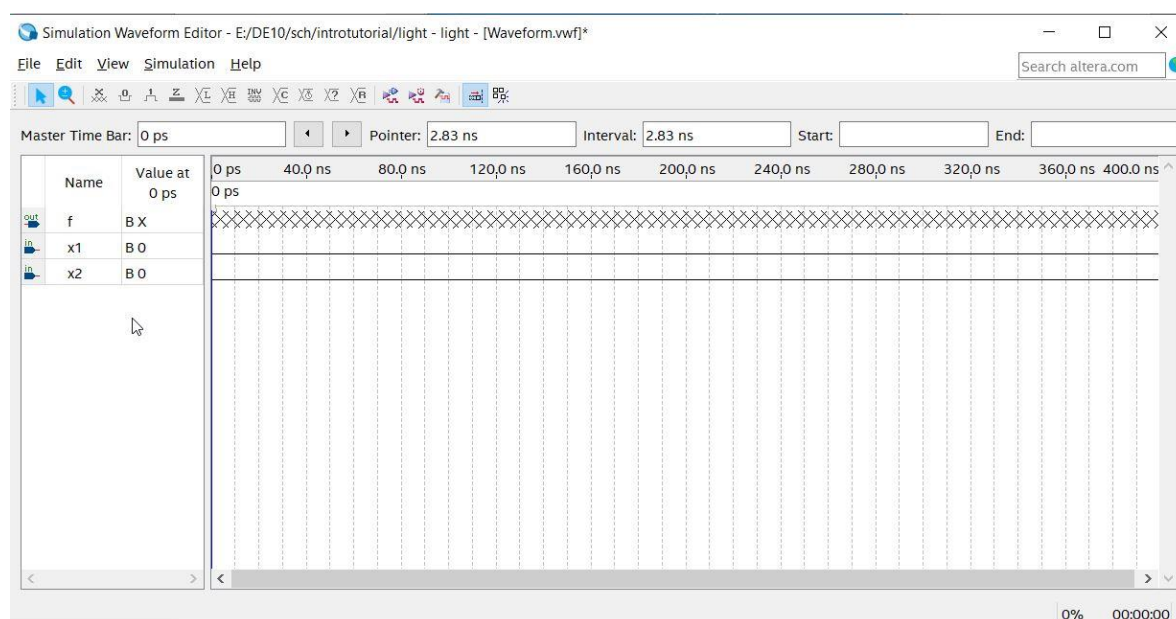 Simulation Waveform Editor - E:/DE10/sch/introtutorial/light - light - [Waveform.vwf]*
File Edit View Simulation Help
Search altera.com
Master Time Bar: 0 ps Pointer: 2.83 ns Interval: 2.83 ns Start: End:
Name Value at 0 ps
0 ps 40.0 ns 80.0 ns 120.0 ns 160.0 ns 200.0 ns 240.0 ns 280.0 ns 320.0 ns 360.0 ns 400.0 ns
0 ps
out f B X
in x1 B 0
in x2 B 0
0% 00:00:00